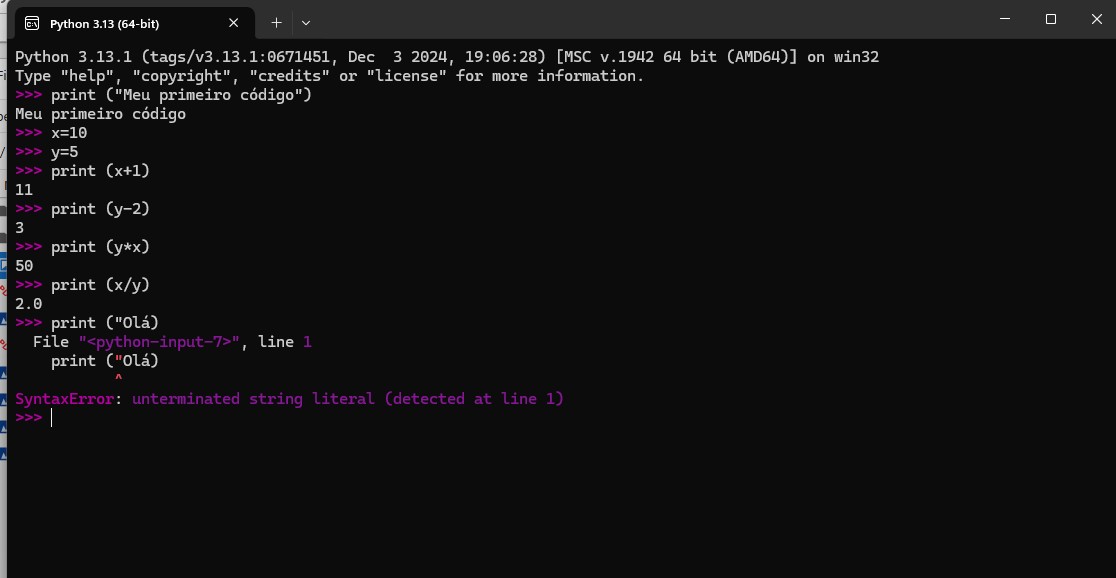 Python 3.13 (64-bit)
Python 3.13.1 (tags/v3.13.1:0671451, Dec  3 2024, 19:06:28) [MSC v.1942 64 bit (AMD64)] on win32
Type "help", "copyright", "credits" or "license" for more information.
>>> print ("Meu primeiro código")
Meu primeiro código
>>> x=10
>>> y=5
>>> print (x+1)
11
>>> print (y-2)
3
>>> print (y*x)
50
>>> print (x/y)
2.0
>>> print ("Olá)
  File "<python-input-7>", line 1
    print ("Olá)
           ^
SyntaxError: unterminated string literal (detected at line 1)
>>>